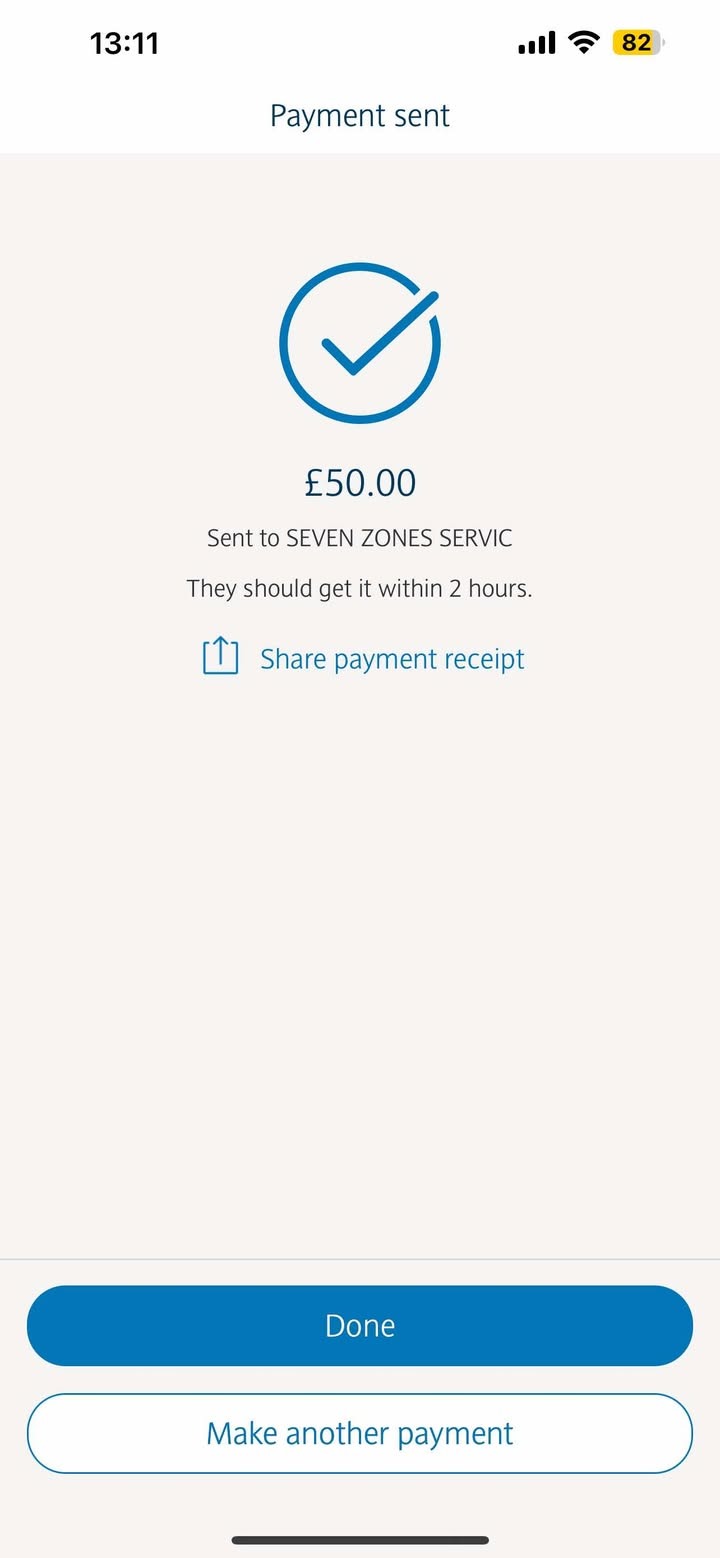 13:11
82
Payment sent
£50.00
Sent to SEVEN ZONES SERVIC
They should get it within 2 hours.
Share payment receipt
Done
Make another payment